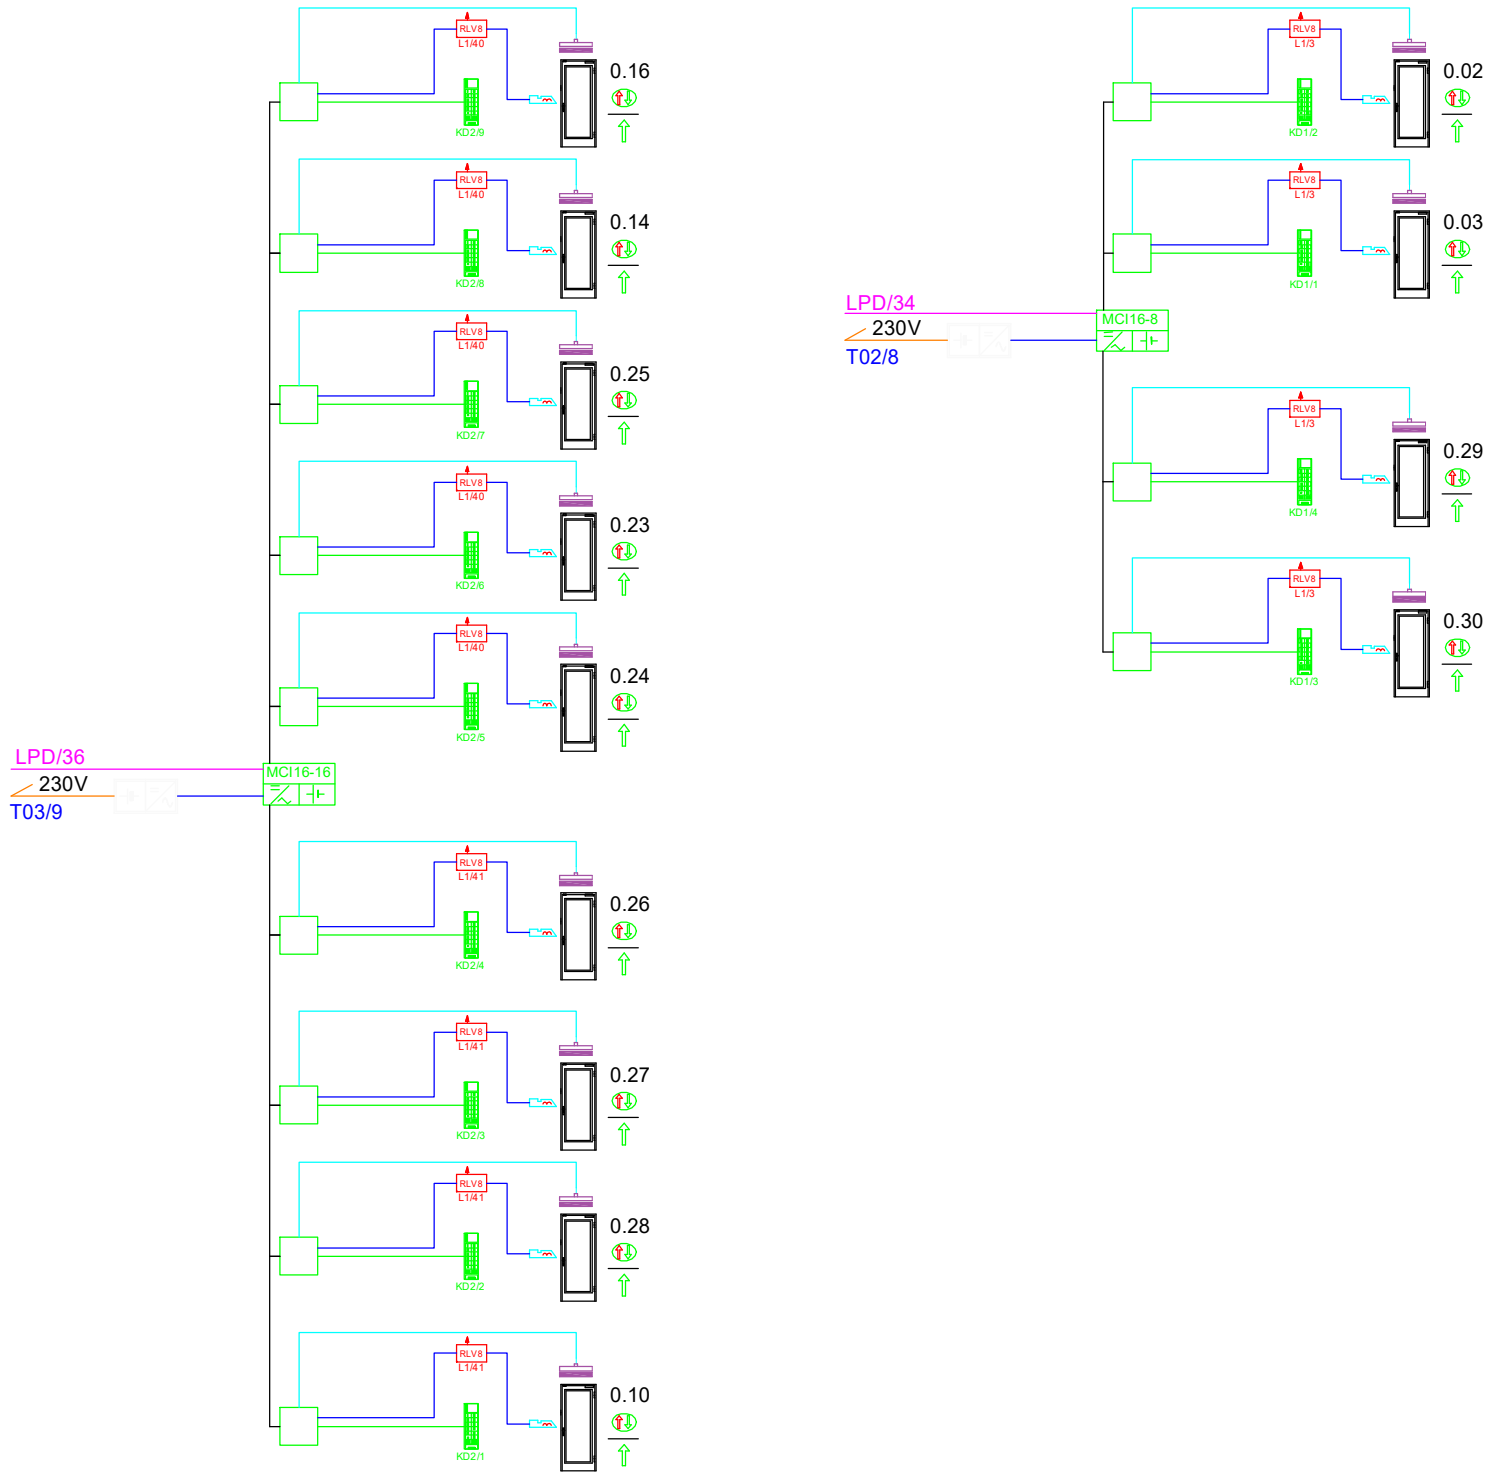 RLV8
L1/40
0.16
KD2/9
RLV8
L1/40
0.14
KD2/8
RLV8
L1/40
0.25
KD2/7
RLV8
L1/40
0.23
KD2/6
RLV8
L1/40
0.24
KD2/5
LPD/36
230V
T03/9
MCI16-16
RLV8
L1/41
0.26
KD2/4
RLV8
L1/41
0.27
KD2/3
RLV8
L1/41
0.28
KD2/2
RLV8
L1/41
0.10
KD2/1
RLV8
L1/3
0.02
KD1/2
RLV8
L1/3
0.03
KD1/1
LPD/34
230V
T02/8
MCI16-8
RLV8
L1/3
0.29
KD1/4
RLV8
L1/3
0.30
KD1/3